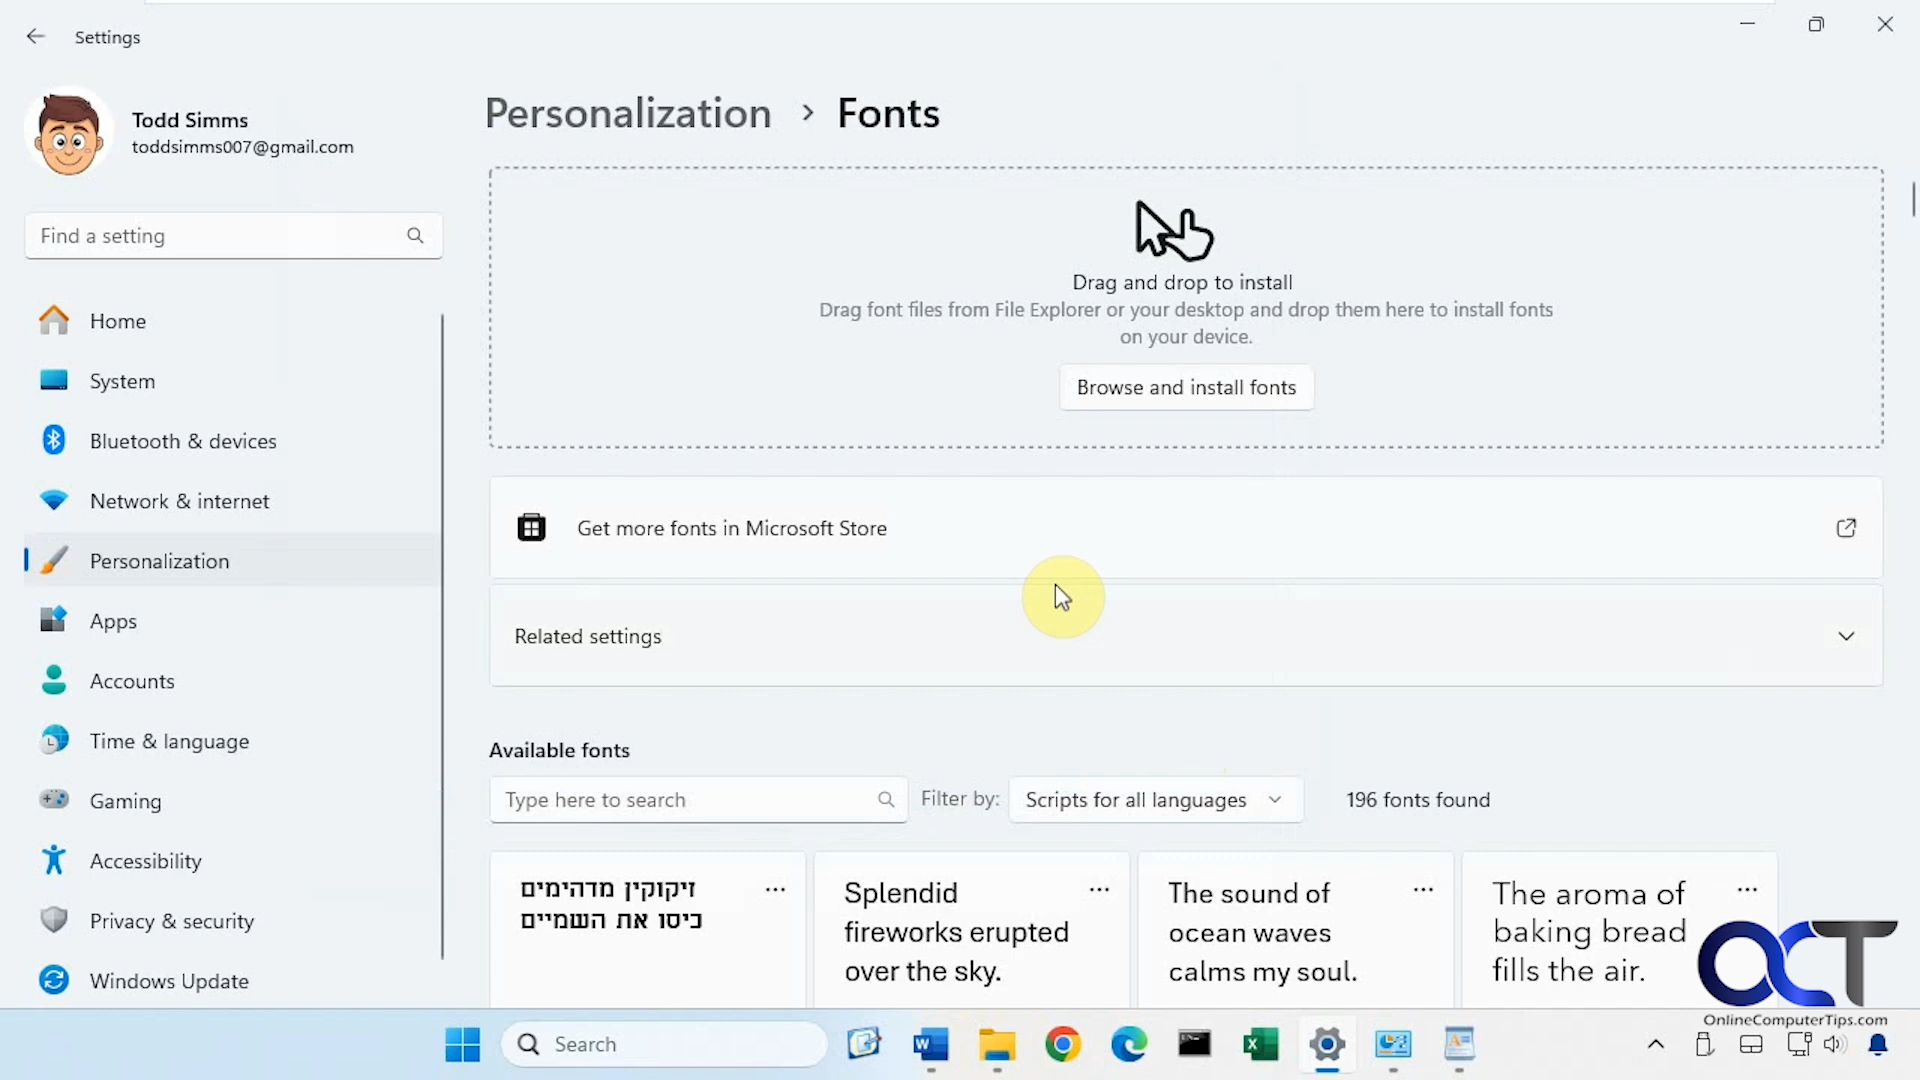 Settings
Todd Simms
toddsimms007@gmail.com
Find a setting
Home
System
Bluetooth & devices
Network & internet
Personalization
Apps
Accounts
Time & language
Gaming
Accessibility
Privacy & security
Windows Update
Personalization > Fonts
Drag and drop to install
Drag font files from File Explorer or your desktop and drop them here to install fonts
on your device.
Browse and install fonts
Get more fonts in Microsoft Store
Related settings
Available fonts
Type here to search
Filter by: Scripts for all languages
196 fonts found
זיקוקין מדהימים
כיסו את השמיים
Splendid
fireworks erupted
over the sky.
The sound of
ocean waves
calms my soul.
The aroma of
baking bread
fills the air.
OCT
OnlineComputerTips.com
Search